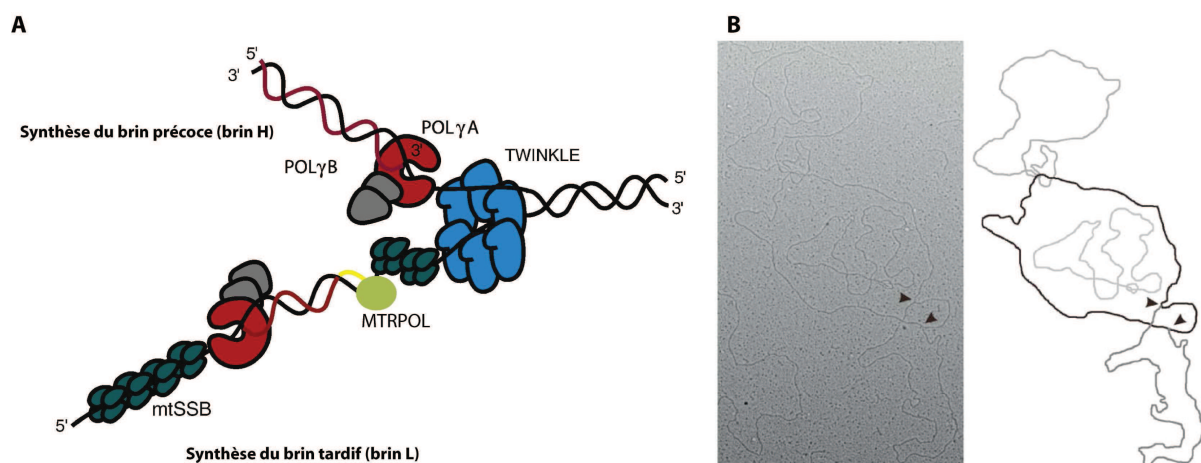 A
5'
3'
Synthèse du brin précoce (brin H)
POLγA
3'
POLγB
TWINKLE
5'
3'
MTRPOL
mtSSB
5'
Synthèse du brin tardif (brin L)
B